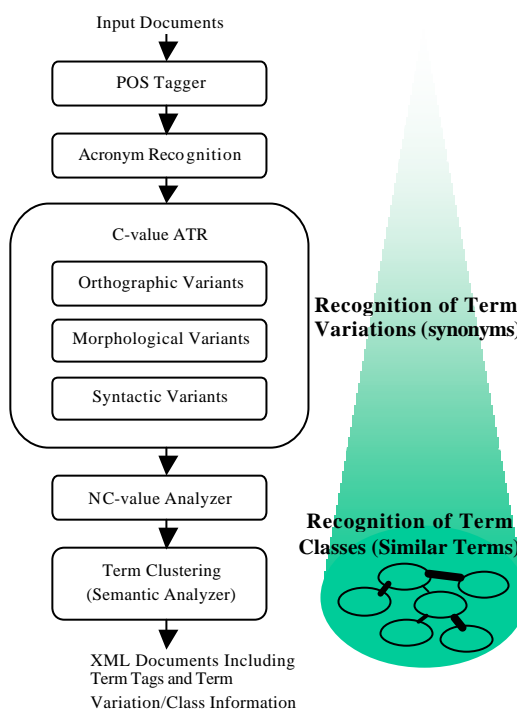 Input Documents
POS Tagger
Acronym Recognition
C-value ATR
Orthographic Variants
Morphological Variants
Syntactic Variants
NC-value Analyzer
Term Clustering
(Semantic Analyzer)
XML Documents Including
Term Tags and Term
Variation/Class Information
Recognition of Term
Variations (synonyms)
Recognition of Term
Classes (Similar Terms)